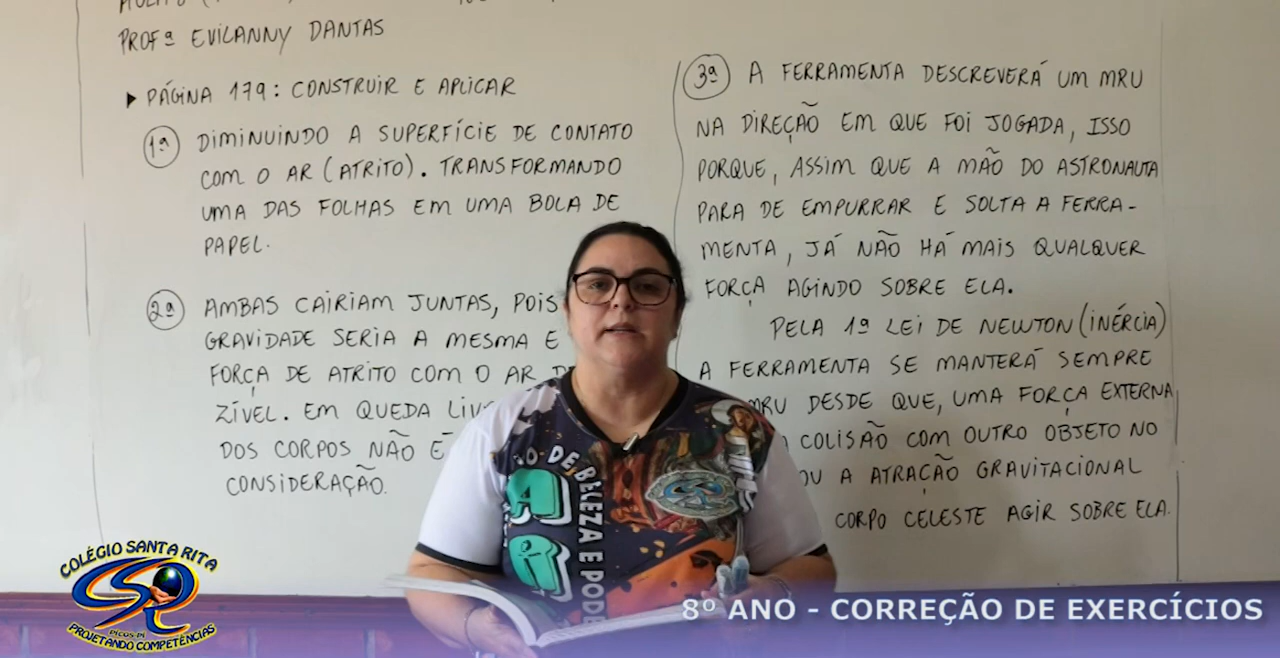 PROFª EVILANNY DANTAS
▶ PÁGINA 179: CONSTRUIR E APLICAR
1ª DIMINUINDO A SUPERFÍCIE DE CONTATO
COM O AR (ATRITO). TRANSFORMANDO
UMA DAS FOLHAS EM UMA BOLA DE
PAPEL.
2ª AMBAS CAIRIAM JUNTAS, POIS
GRAVIDADE SERIA A MESMA E
FORÇA DE ATRITO COM O AR
ZÍVEL. EM QUEDA
DOS CORPOS NÃO É
CONSIDERAÇÃO.
3ª A FERRAMENTA DESCREVERÁ UM MRU
NA DIREÇÃO EM QUE FOI JOGADA, ISSO
PORQUE, ASSIM QUE A MÃO DO ASTRONAUTA
PARA DE EMPURRAR E SOLTA A FERRA-
MENTA, JÁ NÃO HÁ MAIS QUALQUER
FORÇA AGINDO SOBRE ELA.
PELA 1ª LEI DE NEWTON (INÉRCIA)
A FERRAMENTA SE MANTERÁ SEMPRE
MRU DESDE QUE, UMA FORÇA EXTERNA
COLISÃO COM OUTRO OBJETO NO
OU A ATRAÇÃO GRAVITACIONAL
CORPO CELESTE AGIR SOBRE ELA.
DE BELEZA E PODE
COLÉGIO SANTA RITA
CSR
PICOS-PI
PROJETANDO COMPETÊNCIAS
8º ANO - CORREÇÃO DE EXERCÍCIOS